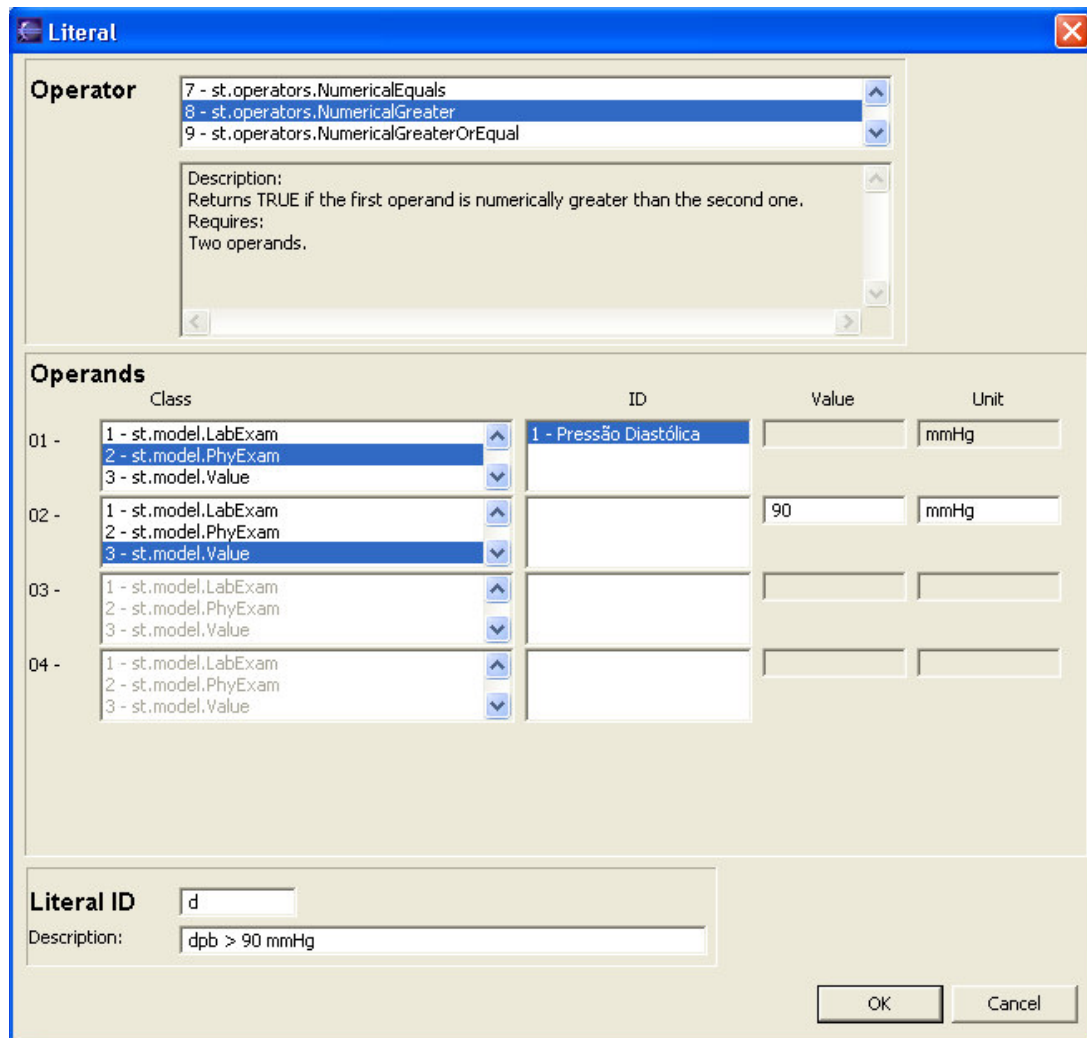 Literal
Operator
7 - st.operators.NumericalEquals
8 - st.operators.NumericalGreater
9 - st.operators.NumericalGreaterOrEqual
Description:
Returns TRUE if the first operand is numerically greater than the second one.
Requires:
Two operands.
Operands
Class ID Value Unit
01 - 1 - st.model.LabExam 1 - Pressão Diastólica mmHg
2 - st.model.PhyExam
3 - st.model.Value
02 - 1 - st.model.LabExam 90 mmHg
2 - st.model.PhyExam
3 - st.model.Value
03 - 1 - st.model.LabExam
2 - st.model.PhyExam
3 - st.model.Value
04 - 1 - st.model.LabExam
2 - st.model.PhyExam
3 - st.model.Value
Literal ID d
Description: dpb > 90 mmHg
OK Cancel